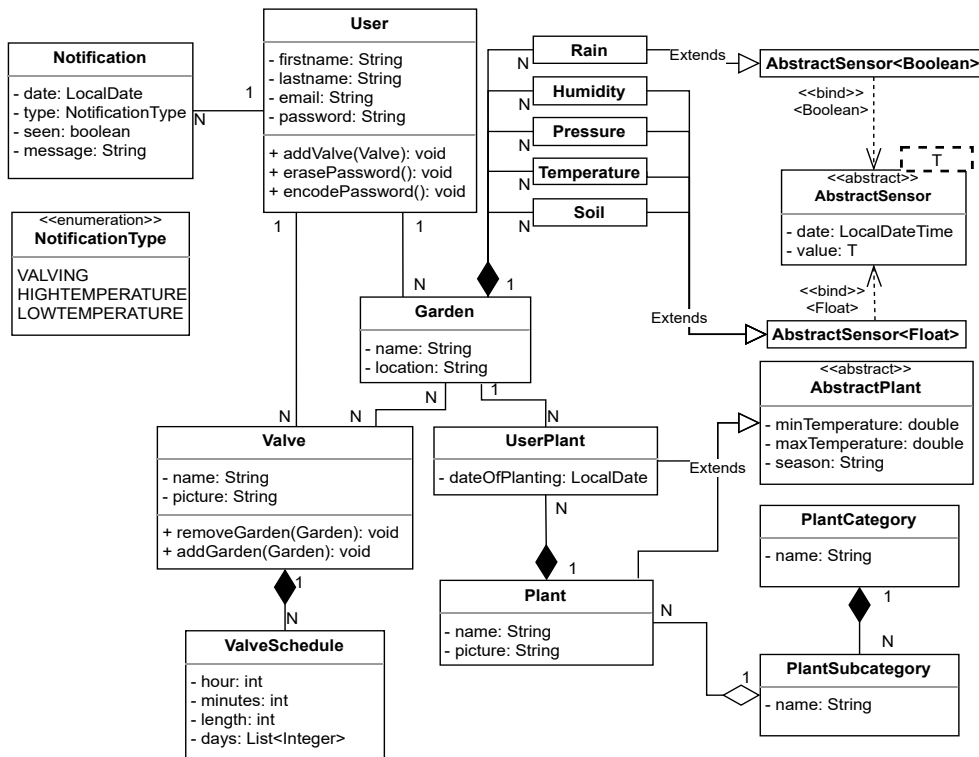 Notification
- date: LocalDate
- type: NotificationType
- seen: boolean
- message: String
N
1
User
- firstname: String
- lastname: String
- email: String
- password: String
+ addValve(Valve): void
+ erasePassword(): void
+ encodePassword(): void
1
1
<<enumeration>>
NotificationType
VALVING
HIGHTEMPERATURE
LOWTEMPERATURE
N
Rain
N
Humidity
N
Pressure
N
Temperature
N
Soil
Extends
AbstractSensor<Boolean>
<<bind>>
<Boolean>
T
<<abstract>>
AbstractSensor
- date: LocalDateTime
- value: T
<<bind>>
<Float>
Extends
AbstractSensor<Float>
1
N
Garden
- name: String
- location: String
N
1
N
N
N
Valve
- name: String
- picture: String
+ removeGarden(Garden): void
+ addGarden(Garden): void
1
N
ValveSchedule
- hour: int
- minutes: int
- length: int
- days: List<Integer>
UserPlant
- dateOfPlanting: LocalDate
N
1
Extends
<<abstract>>
AbstractPlant
- minTemperature: double
- maxTemperature: double
- season: String
Plant
- name: String
- picture: String
N
1
PlantCategory
- name: String
1
N
PlantSubcategory
- name: String